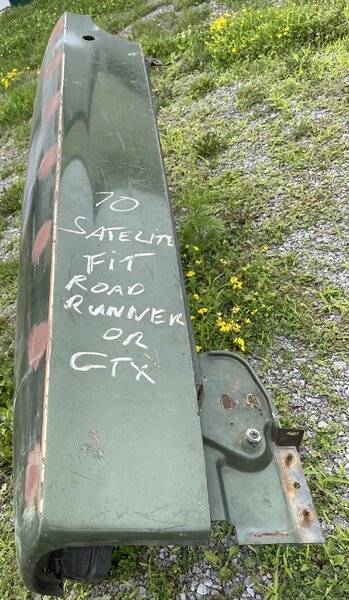 70
SATELITE
FIT
ROAD
RUNNER
OR
GTX